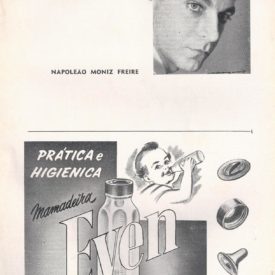 NAPOLEÃO MONIZ FREIRE
PRÁTICA e
HIGIENICA
Mamadeira
Even